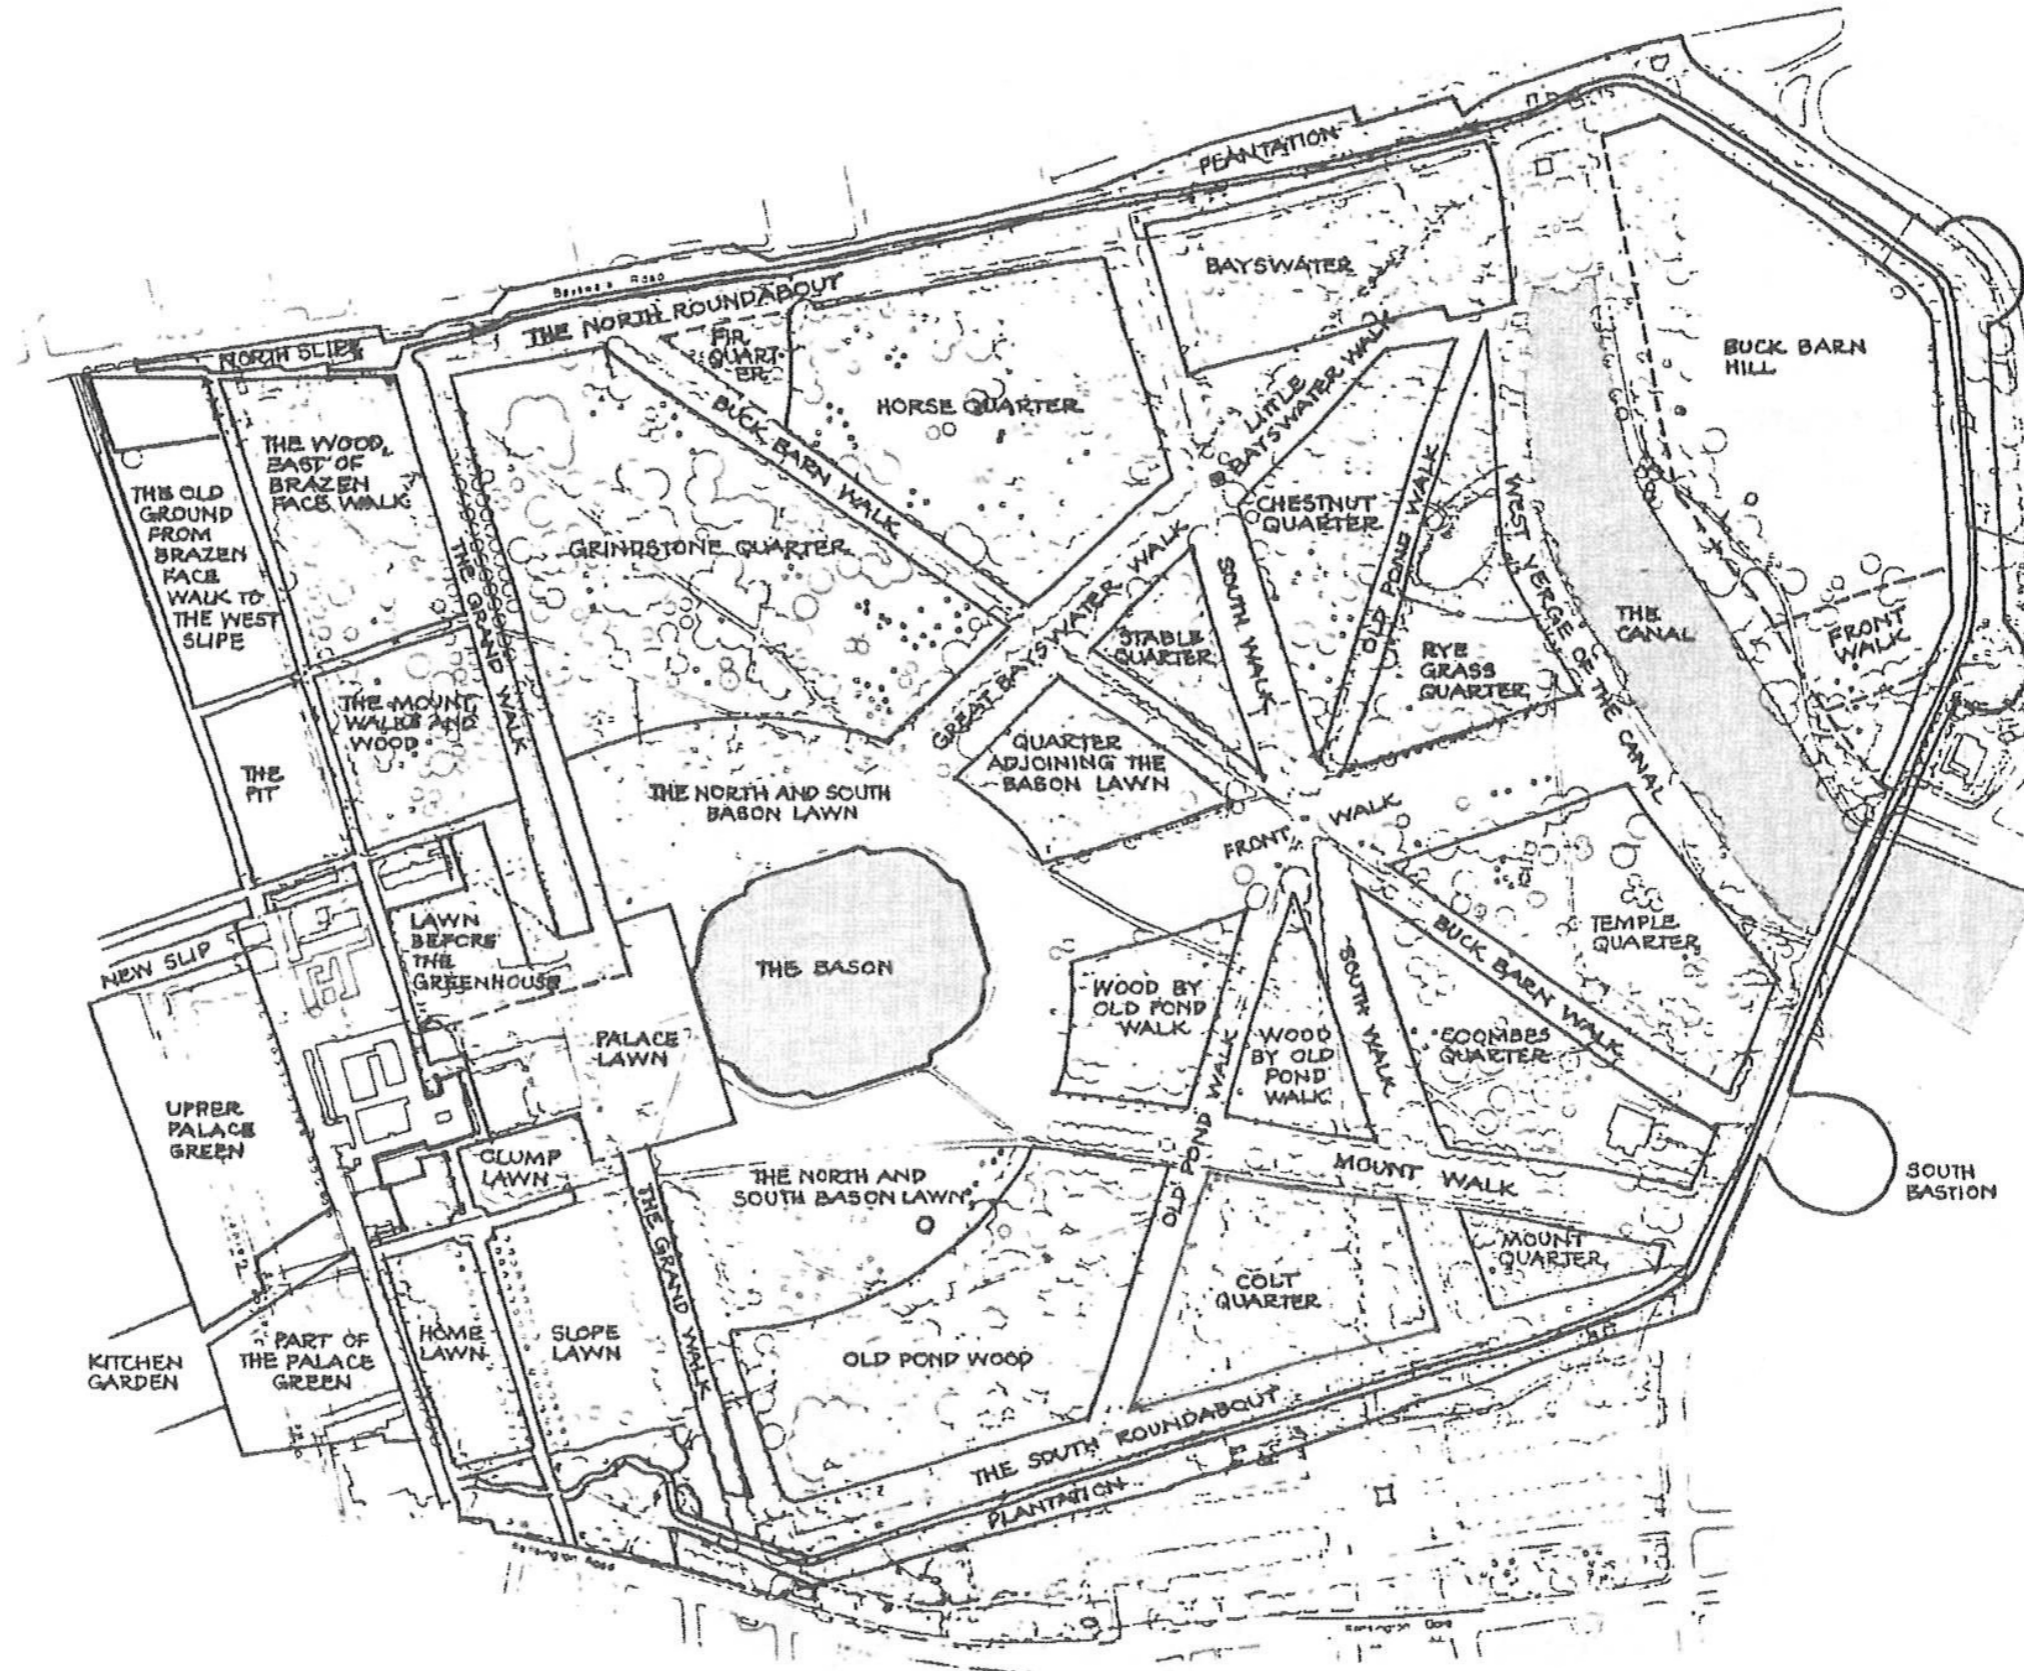 PLANTATION
BAYSWATER
Road
THE NORTH ROUNDABOUT
NORTH SLIPE
FIR
QUART-
ER
BUCK BARN
HILL
HORSE QUARTER
BUCK BARN WALK
LITTLE
BAYSWATER WALK
THE WOOD,
EAST OF
BRAZEN
FACE WALK
THE OLD
GROUND
FROM
BRAZEN
FACE
WALK TO
THE WEST
SLIPE
THE GRAND WALK
GRINDSTONE QUARTER
CHESTNUT
QUARTER
OLD POND WALK
WEST VERGE OF THE CANAL
THE
CANAL
FRONT
WALK
GREAT BAYSWATER WALK
SOUTH WALK
STABLE
QUARTER
RYE
GRASS
QUARTER
THE MOUNT,
WALKS AND
WOOD
THE
PIT
QUARTER
ADJOINING THE
BASON LAWN
THE NORTH AND SOUTH
BASON LAWN
FRONT WALK
LAWN
BEFORE
THE
GREENHOUSE
NEW SLIP
THE BASON
TEMPLE
QUARTER
BUCK BARN WALK
SOUTH WALK
WOOD BY
OLD POND
WALK
OLD POND WALK
WOOD
BY OLD
POND
WALK
COOMBES
QUARTER
PALACE
LAWN
UPPER
PALACE
GREEN
CLUMP
LAWN
THE NORTH AND
SOUTH BASON LAWN
MOUNT WALK
SOUTH
BASTION
THE GRAND WALK
MOUNT
QUARTER
COLT
QUARTER
KITCHEN
GARDEN
PART OF
THE PALACE
GREEN
HOME
LAWN
SLOPE
LAWN
OLD POND WOOD
THE SOUTH ROUNDABOUT
PLANTATION